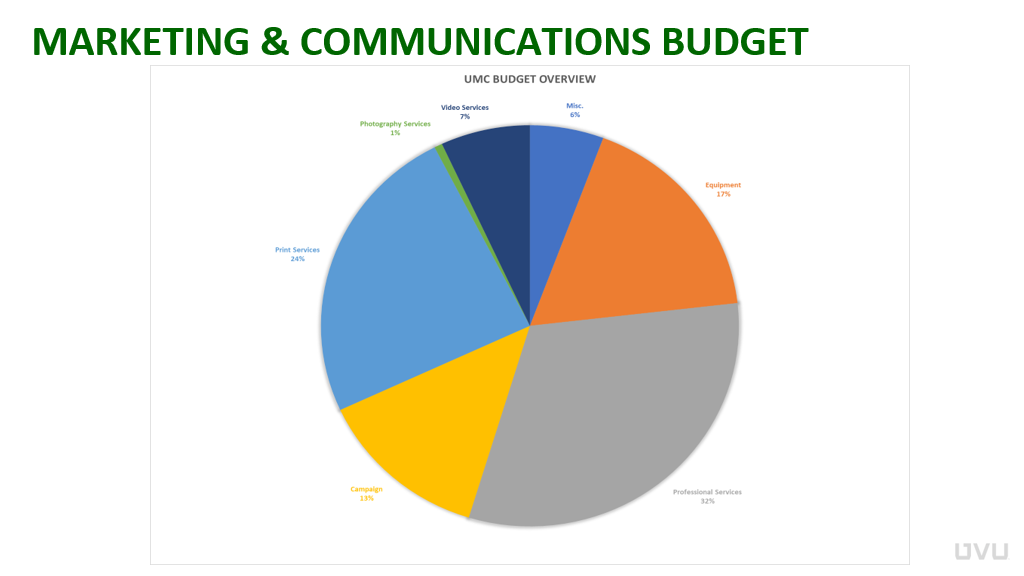 MARKETING & COMMUNICATIONS BUDGET
UMC BUDGET OVERVIEW
Video Services
7%
Misc.
6%
Photography Services
1%
Equipment
17%
Print Services
24%
Campaign
13%
Professional Services
32%
UVU